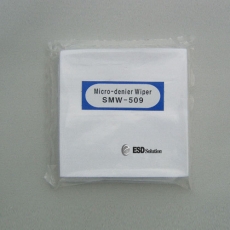 Micro-denier Wiper
SMW-509
ESD Solution